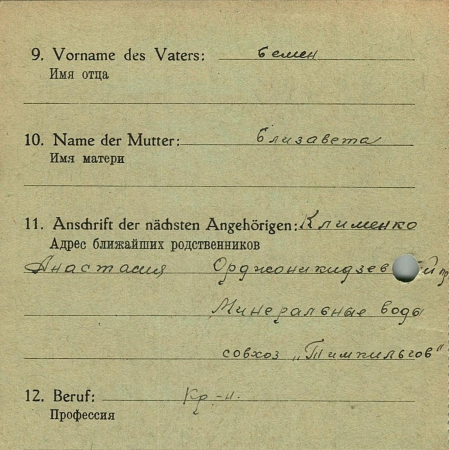 9. Vorname des Vaters: Семен
Имя отца
10. Name der Mutter: Елизавета
Имя матери
11. Anschrift der nächsten Angehörigen: Клименко
Адрес ближайших родственников
Анастасия Орджоникидзев
Минеральные воды
совхоз „Тимпильгов"
12. Beruf: Кр-н.
Профессия